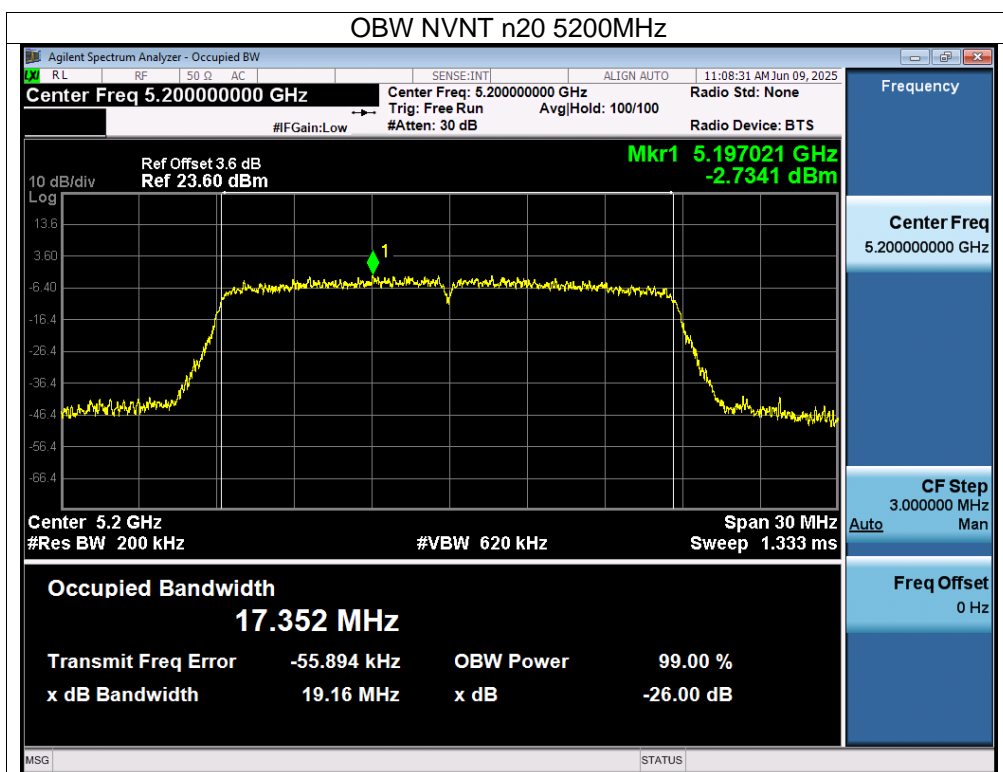 OBW NVNT n20 5200MHz
Agilent Spectrum Analyzer - Occupied BW
LXI RL RF 50 Ω AC SENSE:INT ALIGN AUTO 11:08:31 AM Jun 09, 2025
Center Freq 5.200000000 GHz
Center Freq: 5.200000000 GHz Radio Std: None
Trig: Free Run Avg|Hold: 100/100
#IFGain:Low #Atten: 30 dB Radio Device: BTS
Mkr1 5.197021 GHz
-2.7341 dBm
Ref Offset 3.6 dB
10 dB/div Ref 23.60 dBm
Log
13.6
3.60
-6.40
-16.4
-26.4
-36.4
-46.4
-56.4
-66.4
1
Center 5.2 GHz Span 30 MHz
#Res BW 200 kHz #VBW 620 kHz Sweep 1.333 ms
Occupied Bandwidth
17.352 MHz
Transmit Freq Error -55.894 kHz OBW Power 99.00 %
x dB Bandwidth 19.16 MHz x dB -26.00 dB
MSG STATUS
Frequency
Center Freq
5.200000000 GHz
CF Step
3.000000 MHz
Auto Man
Freq Offset
0 Hz